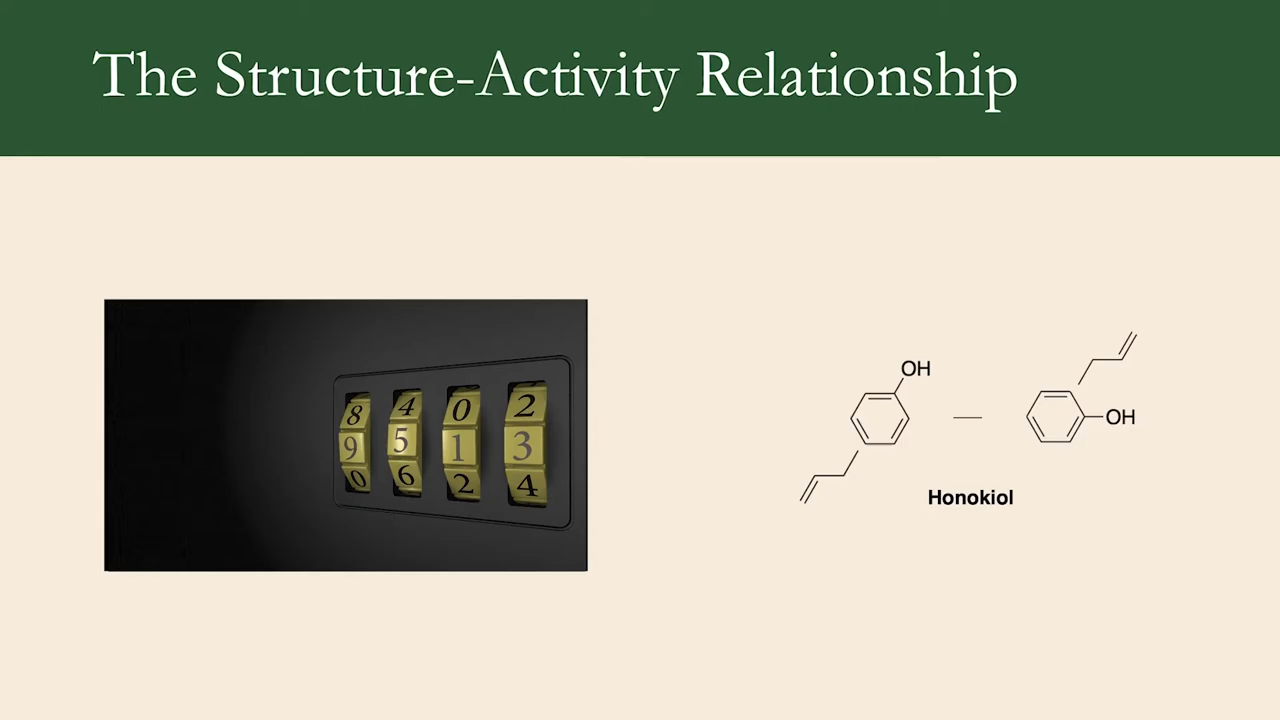 The Structure-Activity Relationship
8 4 0 2
9 5 1 3
0 6 2 4
OH
OH
Honokiol